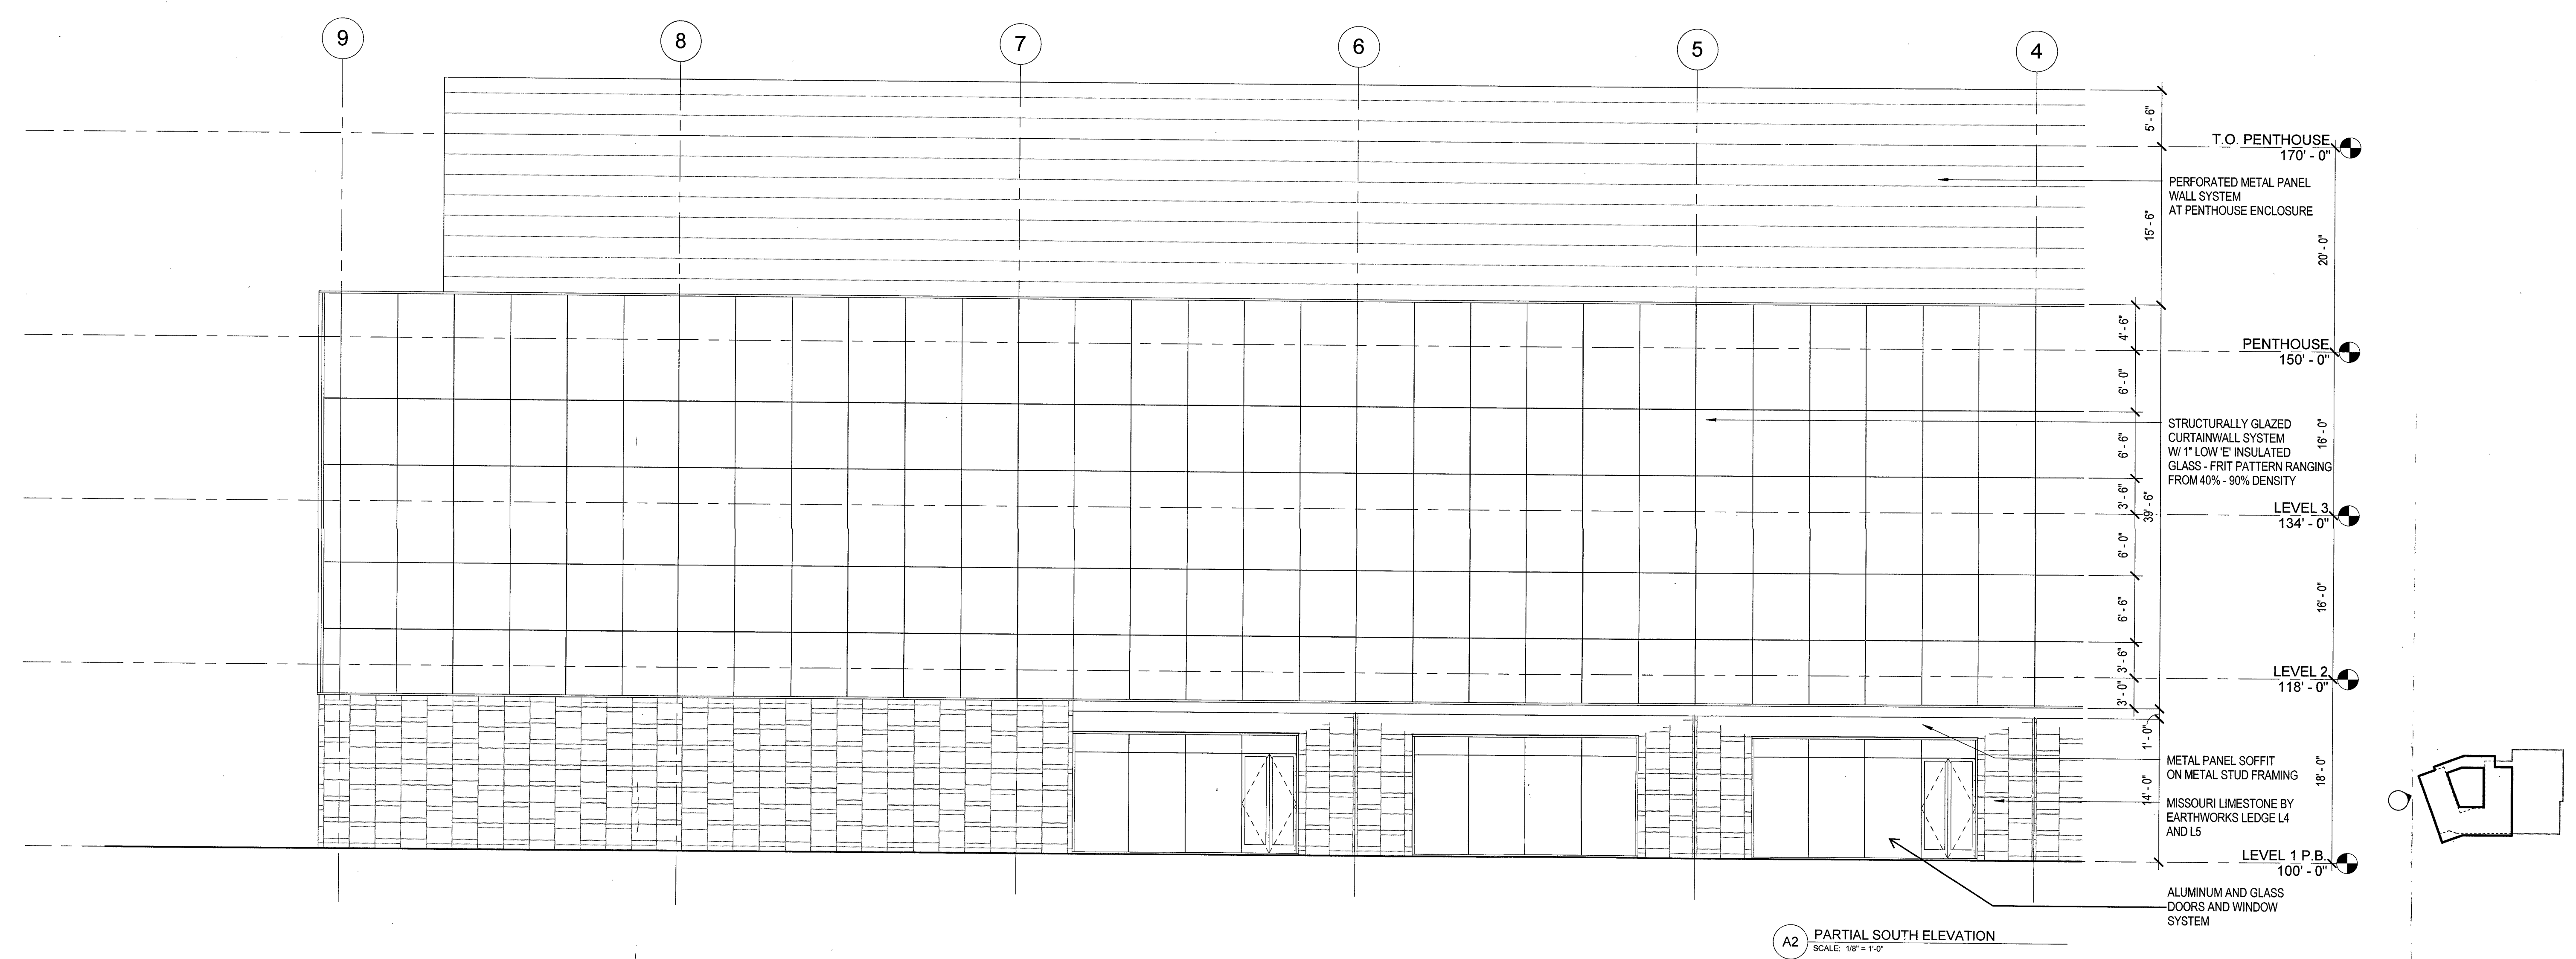 9
8
7
6
5
4
5' - 6"
T.O. PENTHOUSE
170' - 0"
PERFORATED METAL PANEL
WALL SYSTEM
AT PENTHOUSE ENCLOSURE
15' - 6"
20' - 0"
4' - 6"
PENTHOUSE
150' - 0"
6' - 0"
STRUCTURALLY GLAZED
CURTAINWALL SYSTEM
W/ 1" LOW 'E' INSULATED
GLASS - FRIT PATTERN RANGING
FROM 40% - 90% DENSITY
6' - 6"
16' - 0"
3' - 6"
39' - 6"
LEVEL 3
134' - 0"
6' - 0"
6' - 6"
16' - 0"
3' - 6"
LEVEL 2
118' - 0"
3' - 0"
1' - 0"
METAL PANEL SOFFIT
ON METAL STUD FRAMING
14' - 0"
18' - 0"
MISSOURI LIMESTONE BY
EARTHWORKS LEDGE L4
AND L5
LEVEL 1 P.B.
100' - 0"
ALUMINUM AND GLASS
DOORS AND WINDOW
SYSTEM
A2
PARTIAL SOUTH ELEVATION
SCALE: 1/8" = 1'-0"